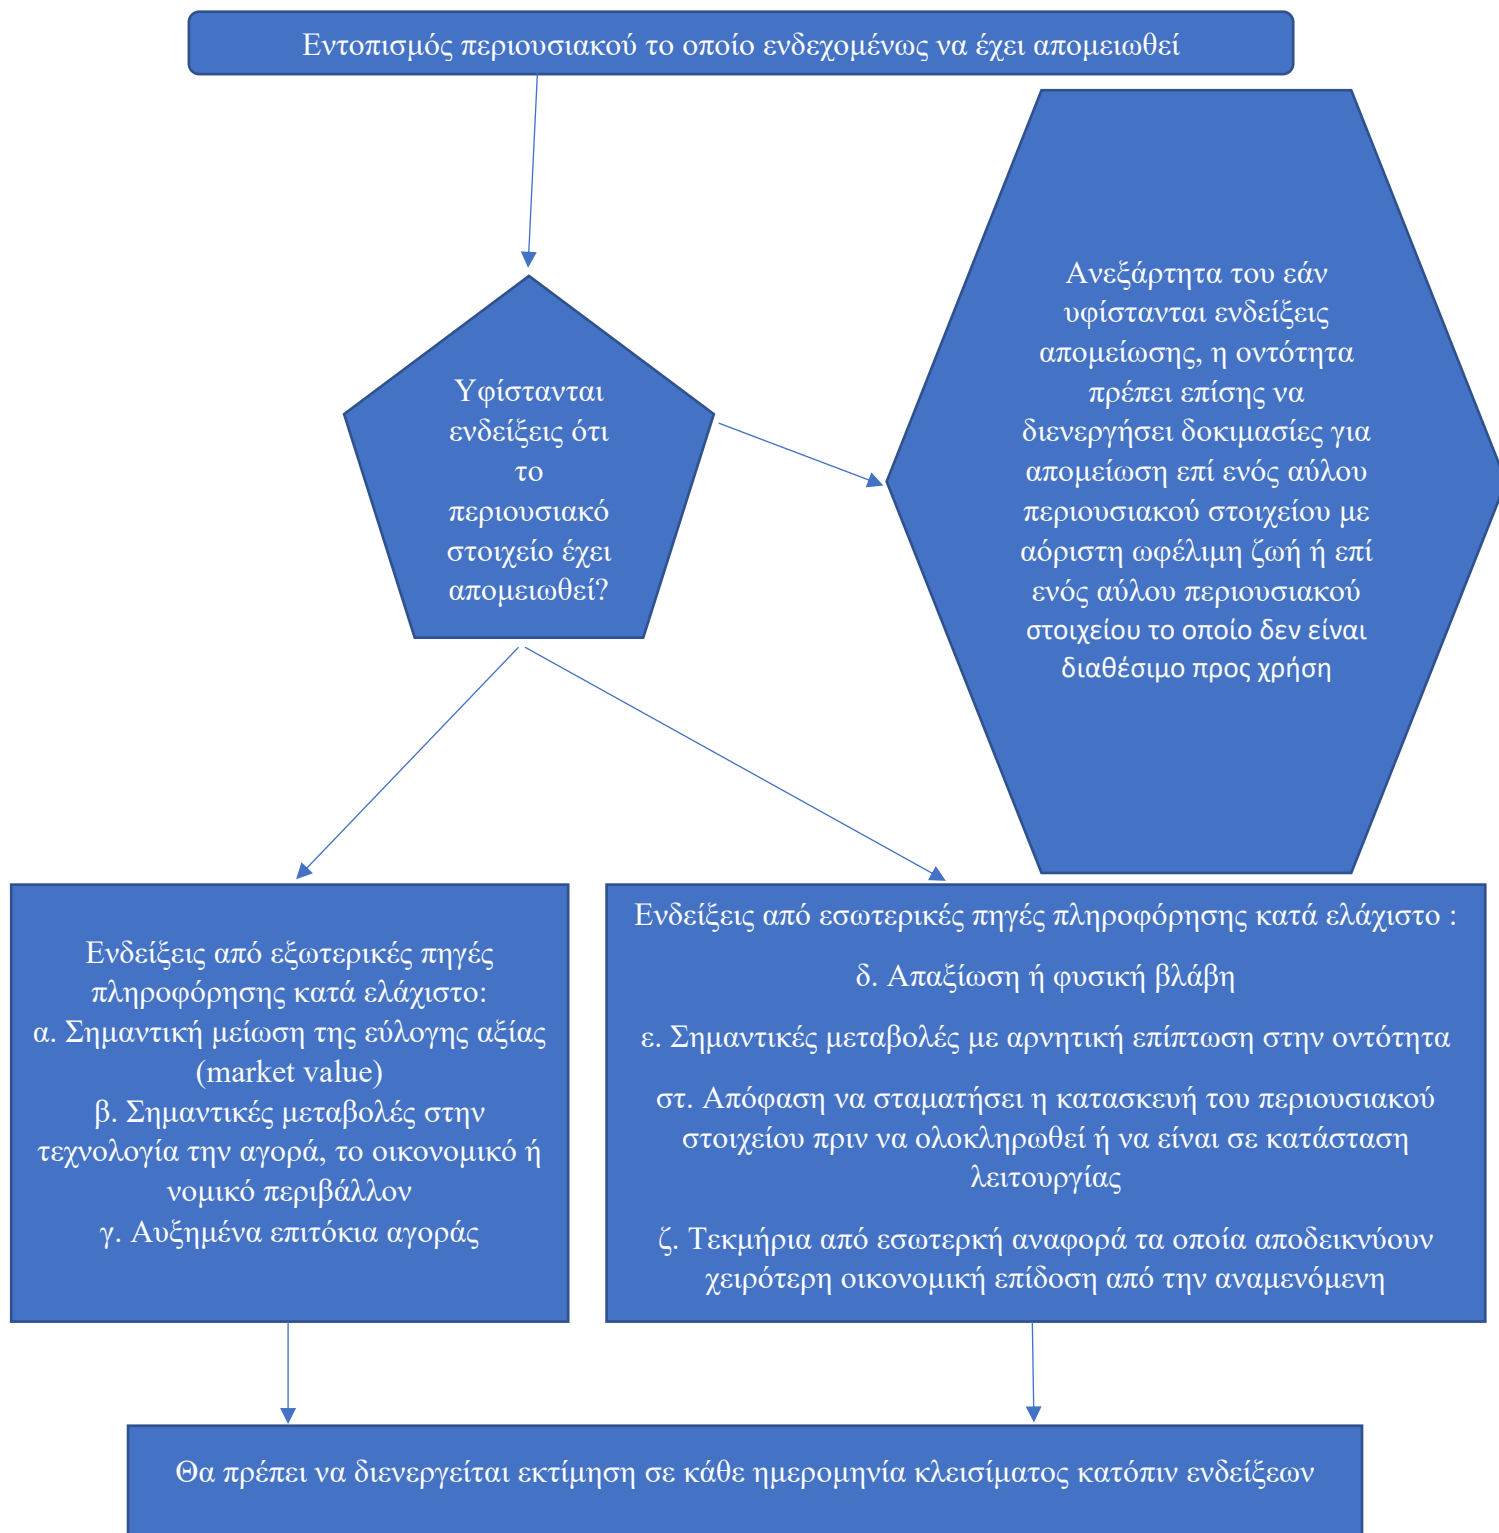 Εντοπισμός περιουσιακού το οποίο ενδεχομένως να έχει απομειωθεί
Υφίστανται
ενδείξεις ότι
το
περιουσιακό
στοιχείο έχει
απομειωθεί?
Ανεξάρτητα του εάν
υφίστανται ενδείξεις
απομείωσης, η οντότητα
πρέπει επίσης να
διενεργήσει δοκιμασίες για
απομείωση επί ενός αύλου
περιουσιακού στοιχείου με
αόριστη ωφέλιμη ζωή ή επί
ενός αύλου περιουσιακού
στοιχείου το οποίο δεν είναι
διαθέσιμο προς χρήση
Ενδείξεις από εξωτερικές πηγές
πληροφόρησης κατά ελάχιστο:
α. Σημαντική μείωση της εύλογης αξίας
(market value)
β. Σημαντικές μεταβολές στην
τεχνολογία την αγορά, το οικονομικό ή
νομικό περιβάλλον
γ. Αυξημένα επιτόκια αγοράς
Ενδείξεις από εσωτερικές πηγές πληροφόρησης κατά ελάχιστο :
δ. Απαξίωση ή φυσική βλάβη
ε. Σημαντικές μεταβολές με αρνητική επίπτωση στην οντότητα
στ. Απόφαση να σταματήσει η κατασκευή του περιουσιακού
στοιχείου πριν να ολοκληρωθεί ή να είναι σε κατάσταση
λειτουργίας
ζ. Τεκμήρια από εσωτερκή αναφορά τα οποία αποδεικνύουν
χειρότερη οικονομική επίδοση από την αναμενόμενη
Θα πρέπει να διενεργείται εκτίμηση σε κάθε ημερομηνία κλεισίματος κατόπιν ενδείξεων